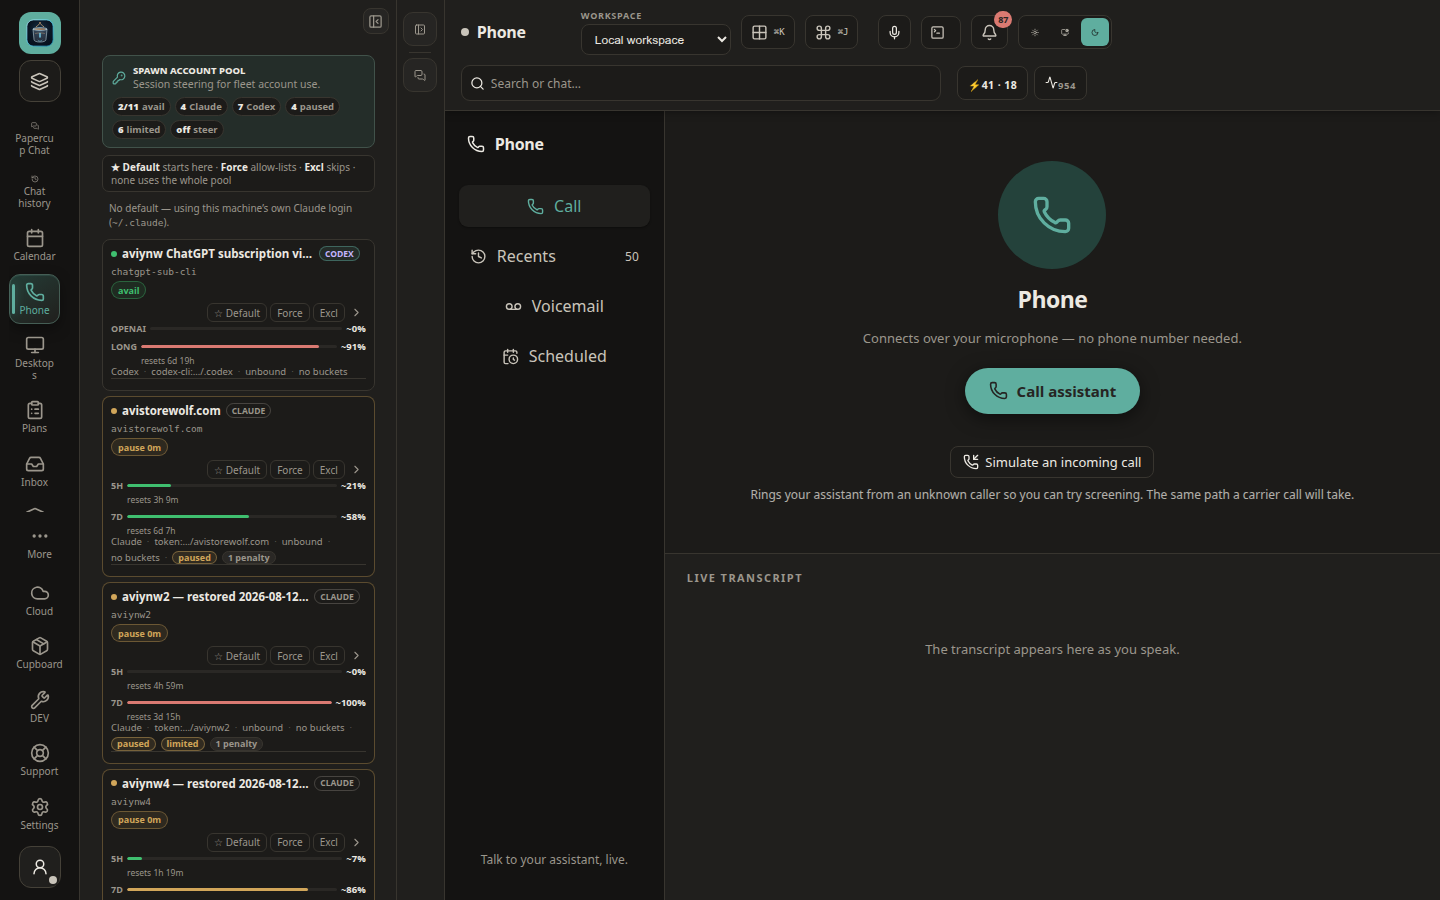 Papercu
p Chat
Chat
history
Calendar
Phone
Desktop
s
Plans
Inbox
More
Cloud
Cupboard
DEV
Support
Settings
SPAWN ACCOUNT POOL
Session steering for fleet account use.
2/11 avail
4 Claude
7 Codex
4 paused
6 limited
off steer
★ Default starts here · Force allow-lists · Excl skips ·
none uses the whole pool
No default — using this machine's own Claude login
(~/.claude).
aviynw ChatGPT subscription vi...
CODEX
chatgpt-sub-cli
avail
☆ Default
Force
Excl
OPENAI
~0%
LONG
~91%
resets 6d 19h
Codex · codex-cli:.../.codex · unbound · no buckets
avistorewolf.com
CLAUDE
avistorewolf.com
pause 0m
☆ Default
Force
Excl
5H
~21%
resets 3h 9m
7D
~58%
resets 6d 7h
Claude · token:.../avistorewolf.com · unbound ·
no buckets · paused 1 penalty
aviynw2 — restored 2026-08-12...
CLAUDE
aviynw2
pause 0m
☆ Default
Force
Excl
5H
~0%
resets 4h 59m
7D
~100%
resets 3d 15h
Claude · token:.../aviynw2 · unbound · no buckets ·
paused limited 1 penalty
aviynw4 — restored 2026-08-12...
CLAUDE
aviynw4
pause 0m
☆ Default
Force
Excl
5H
~7%
resets 1h 19m
7D
~86%
Phone
WORKSPACE
Local workspace
⌘K
⌘J
87
Search or chat...
⚡41 · 18
954
Phone
Call
Recents
50
Voicemail
Scheduled
Talk to your assistant, live.
Phone
Connects over your microphone — no phone number needed.
Call assistant
Simulate an incoming call
Rings your assistant from an unknown caller so you can try screening. The same path a carrier call will take.
LIVE TRANSCRIPT
The transcript appears here as you speak.